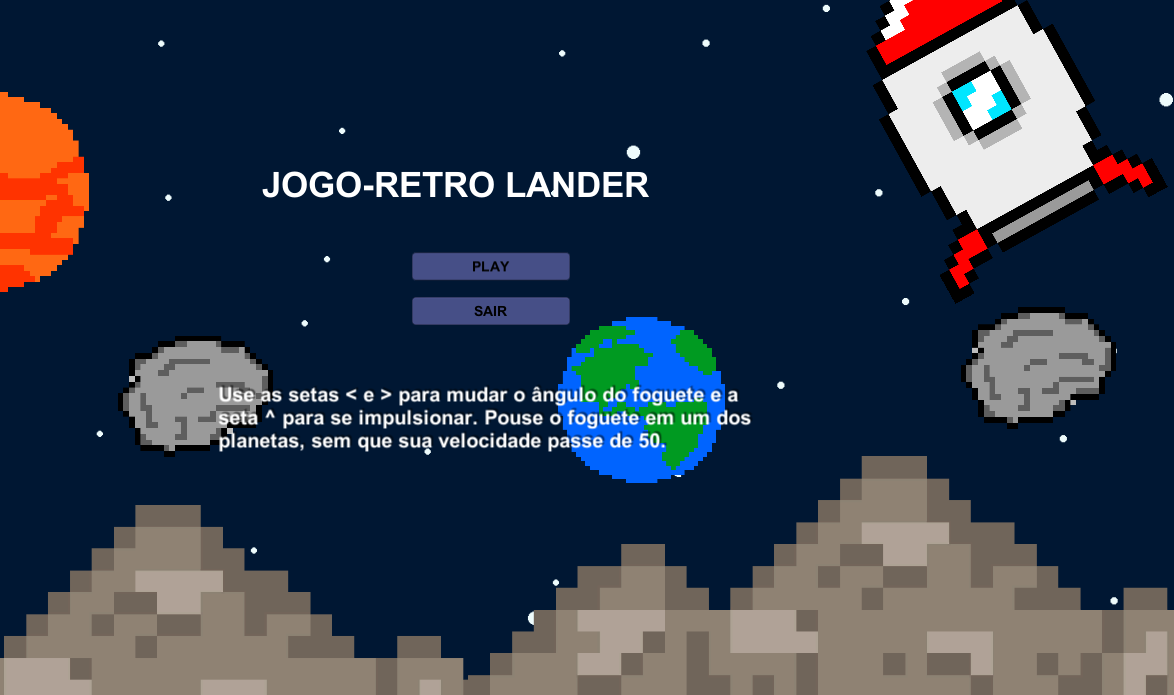 JOGO-RETRO LANDER
PLAY
SAIR
Use as setas < e > para mudar o ângulo do foguete e a
seta ^ para se impulsionar. Pouse o foguete em um dos
planetas, sem que sua velocidade passe de 50.